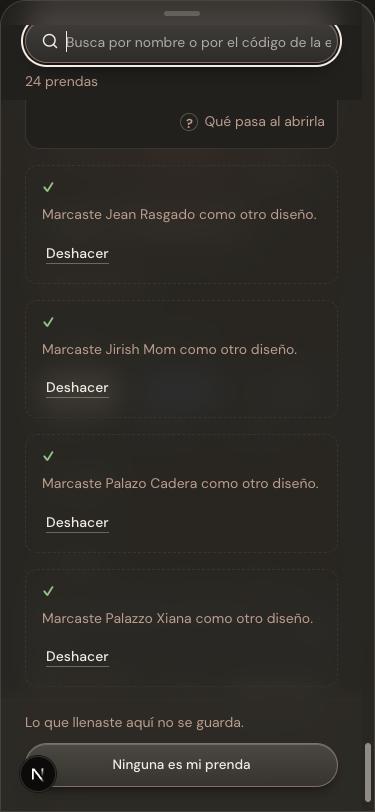 Busca por nombre o por el código de la e
24 prendas
? Qué pasa al abrirla
Marcaste Jean Rasgado como otro diseño.
Deshacer
Marcaste Jirish Mom como otro diseño.
Deshacer
Marcaste Palazo Cadera como otro diseño.
Deshacer
Marcaste Palazzo Xiana como otro diseño.
Deshacer
Lo que llenaste aquí no se guarda.
Ninguna es mi prenda
N